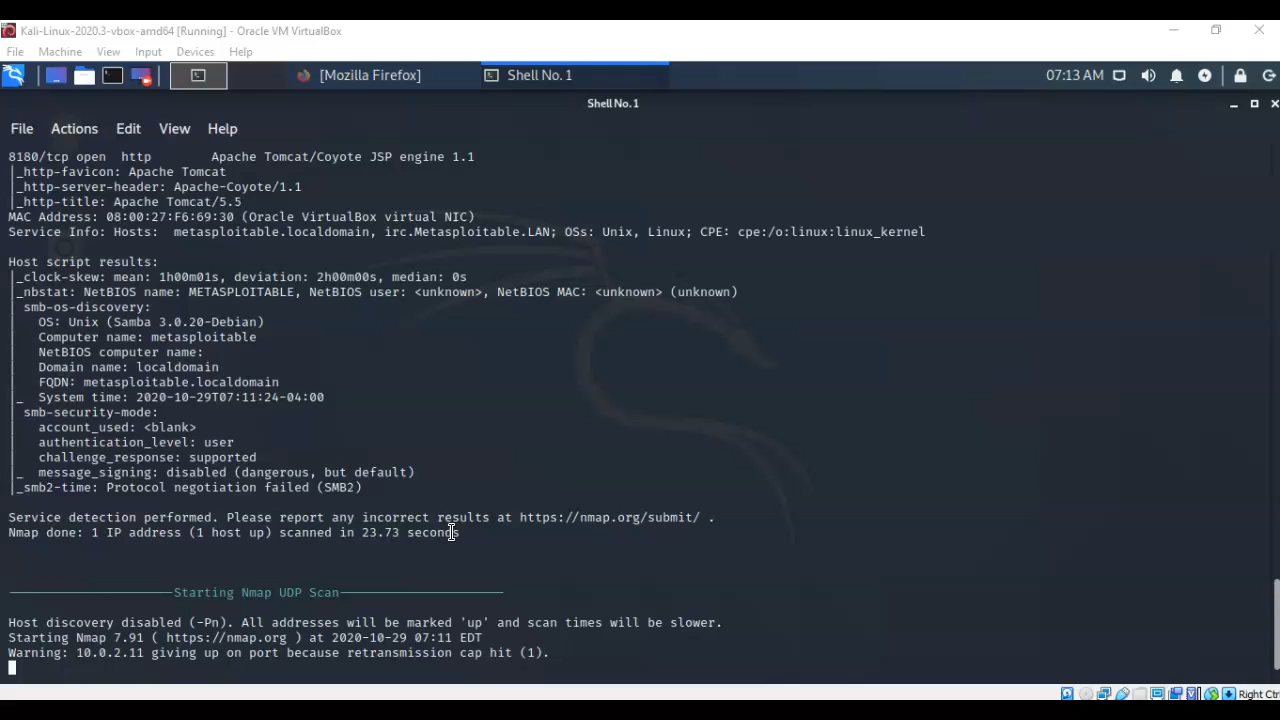 Kali-Linux-2020.3-vbox-amd64 [Running] - Oracle VM VirtualBox
File Machine View Input Devices Help
[Mozilla Firefox] Shell No. 1 07:13 AM
Shell No. 1
File Actions Edit View Help
8180/tcp open  http       Apache Tomcat/Coyote JSP engine 1.1
|_http-favicon: Apache Tomcat
|_http-server-header: Apache-Coyote/1.1
|_http-title: Apache Tomcat/5.5
MAC Address: 08:00:27:F6:69:30 (Oracle VirtualBox virtual NIC)
Service Info: Hosts:  metasploitable.localdomain, irc.Metasploitable.LAN; OSs: Unix, Linux; CPE: cpe:/o:linux:linux_kernel
Host script results:
|_clock-skew: mean: 1h00m01s, deviation: 2h00m00s, median: 0s
|_nbstat: NetBIOS name: METASPLOITABLE, NetBIOS user: <unknown>, NetBIOS MAC: <unknown> (unknown)
| smb-os-discovery:
|   OS: Unix (Samba 3.0.20-Debian)
|   Computer name: metasploitable
|   NetBIOS computer name:
|   Domain name: localdomain
|   FQDN: metasploitable.localdomain
|_  System time: 2020-10-29T07:11:24-04:00
| smb-security-mode:
|   account_used: <blank>
|   authentication_level: user
|   challenge_response: supported
|_  message_signing: disabled (dangerous, but default)
|_smb2-time: Protocol negotiation failed (SMB2)
Service detection performed. Please report any incorrect results at https://nmap.org/submit/ .
Nmap done: 1 IP address (1 host up) scanned in 23.73 seconds
Starting Nmap UDP Scan
Host discovery disabled (-Pn). All addresses will be marked 'up' and scan times will be slower.
Starting Nmap 7.91 ( https://nmap.org ) at 2020-10-29 07:11 EDT
Warning: 10.0.2.11 giving up on port because retransmission cap hit (1).
Right Ctr